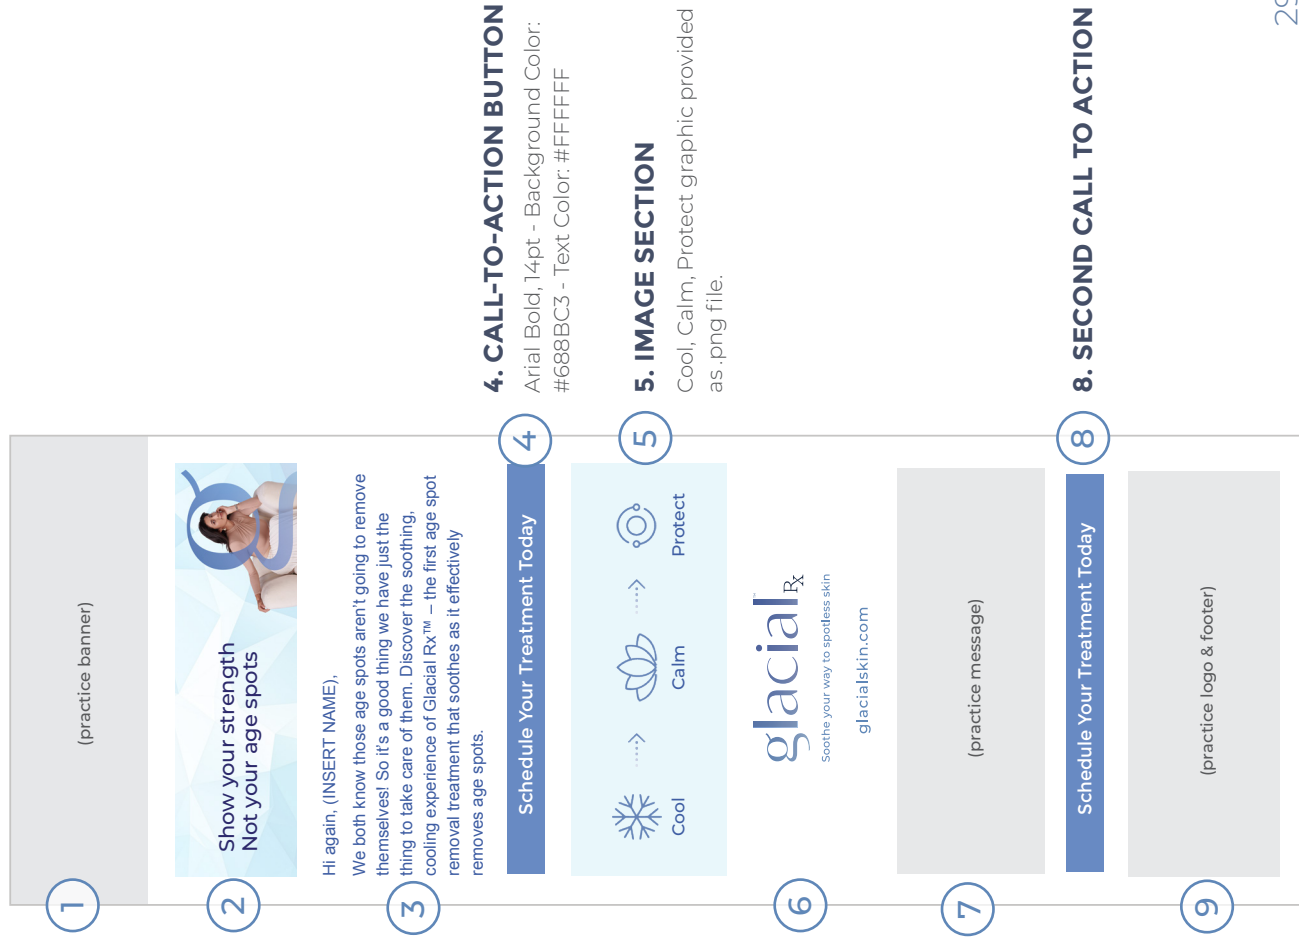 1
(practice banner)
2
Show your strength
Not your age spots
3
Hi again, (INSERT NAME),
We both know those age spots aren't going to remove
themselves! So it's a good thing we have just the
thing to take care of them. Discover the soothing,
cooling experience of Glacial Rx™ – the first age spot
removal treatment that soothes as it effectively
removes age spots.
Schedule Your Treatment Today
4
4. CALL-TO-ACTION BUTTON
Arial Bold, 14pt - Background Color:
#688BC3 - Text Color: #FFFFFF
Cool
Calm
Protect
5
5. IMAGE SECTION
Cool, Calm, Protect graphic provided
as .png file.
6
glacial Rx™
Soothe your way to spotless skin
glacialskin.com
7
(practice message)
Schedule Your Treatment Today
8
8. SECOND CALL TO ACTION
9
(practice logo & footer)
29